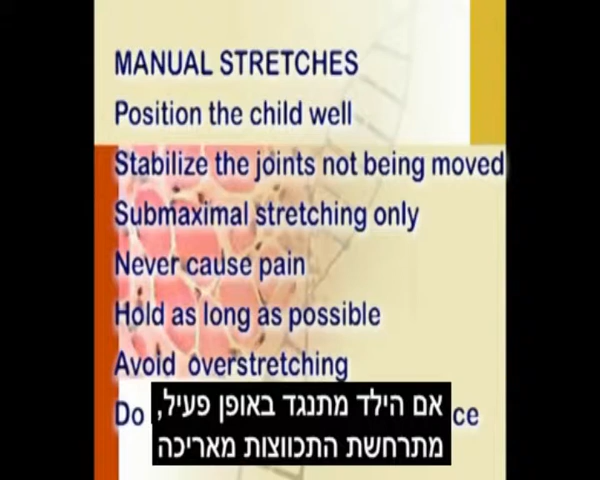 MANUAL STRETCHES
Position the child well
Stabilize the joints not being moved
Submaximal stretching only
Never cause pain
Hold as long as possible
Avoid overstretching
Do
אם הילד מתנגד באופן פעיל,
מתרחשת התכווצות מאריכה